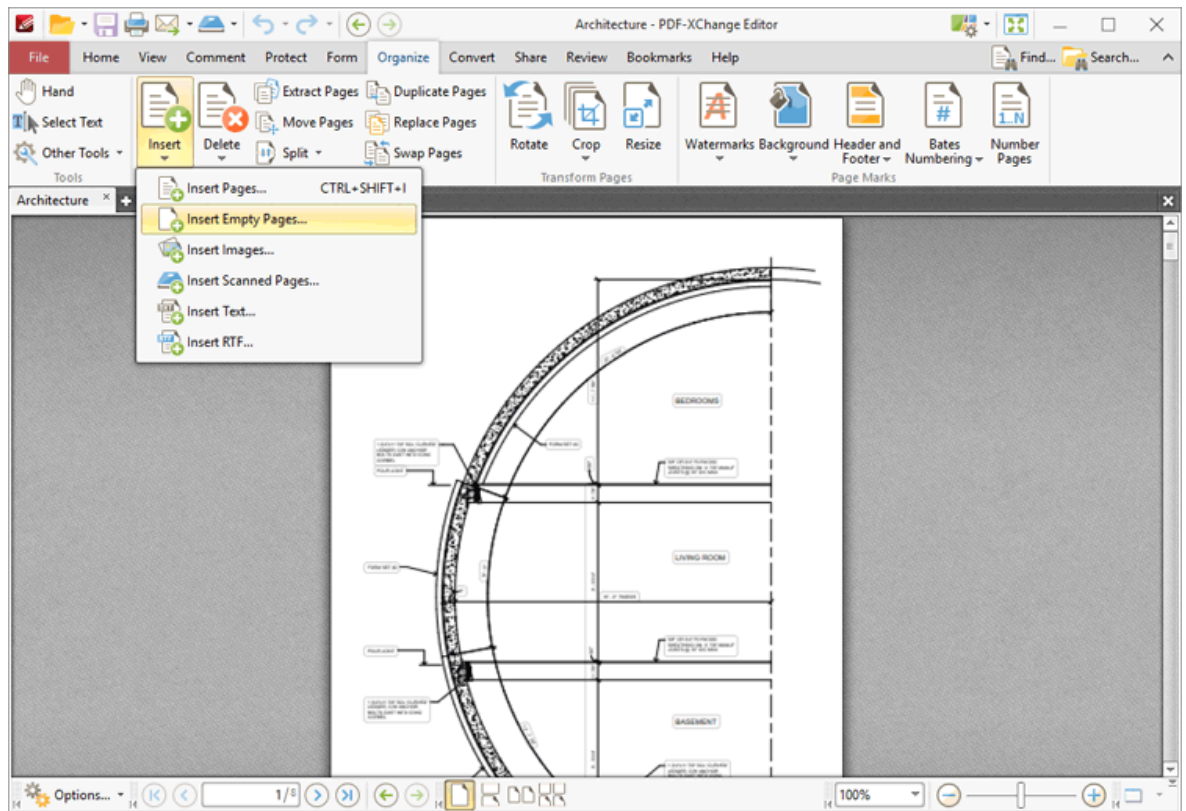 Architecture - PDF-XChange Editor
File Home View Comment Protect Form Organize Convert Share Review Bookmarks Help Find... Search...
Hand
Select Text
Other Tools
Tools
Insert
Delete
Extract Pages
Move Pages
Split
Duplicate Pages
Replace Pages
Swap Pages
Rotate
Crop
Resize
Transform Pages
Watermarks
Background
Header and
Footer
Bates
Numbering
Number
Pages
Page Marks
Architecture
Insert Pages... CTRL+SHIFT+I
Insert Empty Pages...
Insert Images...
Insert Scanned Pages...
Insert Text...
Insert RTF...
BEDROOMS
LIVING ROOM
BASEMENT
Options...
1/8
100%